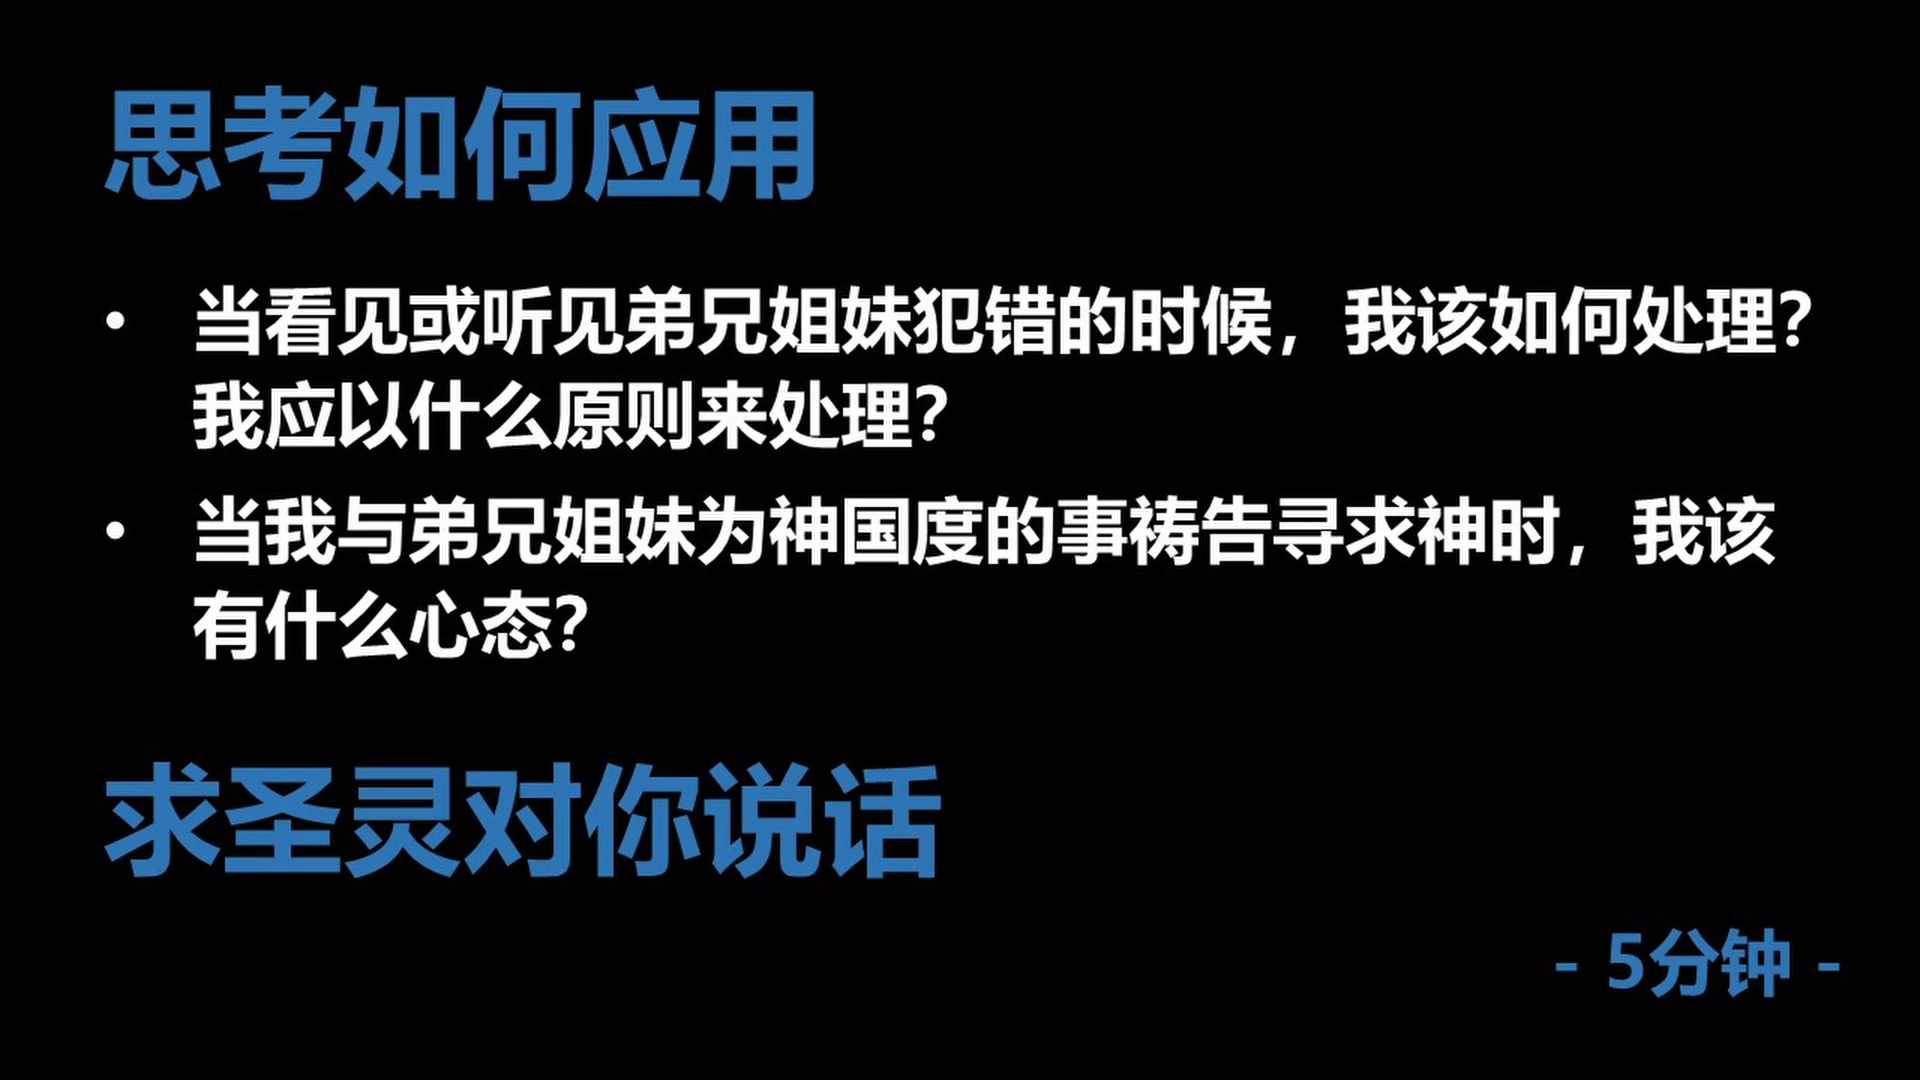 思考如何应用
• 当看见或听见弟兄姐妹犯错的时候，我该如何处理？
我应以什么原则来处理？
• 当我与弟兄姐妹为神国度的事祷告寻求神时，我该
有什么心态？
求圣灵对你说话
- 5分钟 -